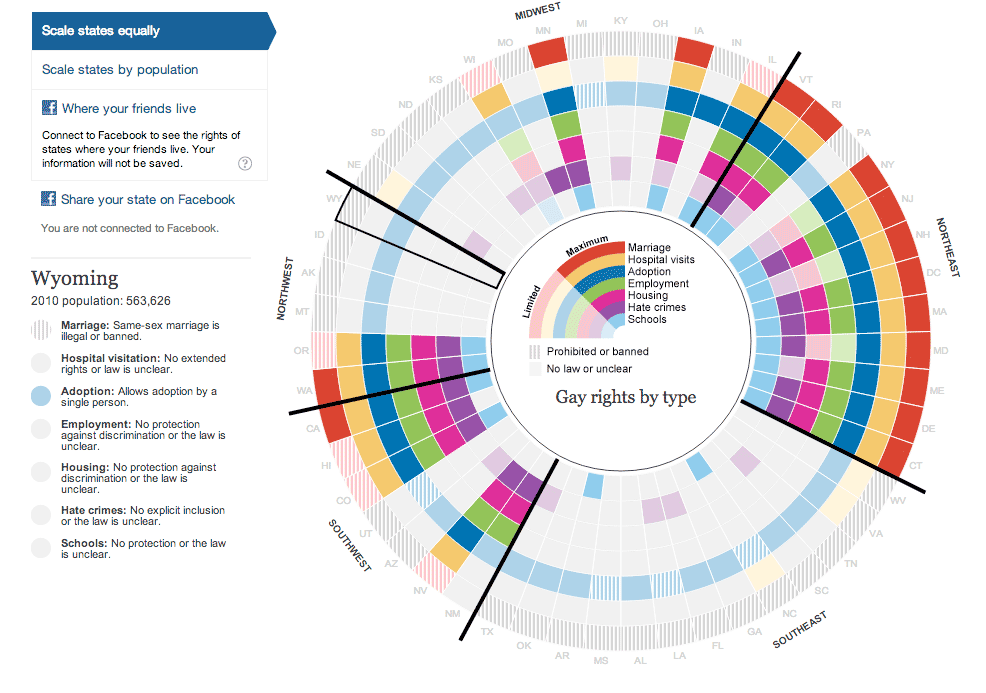 Scale states equally
Scale states by population
Where your friends live
Connect to Facebook to see the rights of
states where your friends live. Your
information will not be saved.
?
Share your state on Facebook
You are not connected to Facebook.
Wyoming
2010 population: 563,626
Marriage: Same-sex marriage is
illegal or banned.
Hospital visitation: No extended
rights or law is unclear.
Adoption: Allows adoption by a
single person.
Employment: No protection
against discrimination or the law is
unclear.
Housing: No protection against
discrimination or the law is
unclear.
Hate crimes: No explicit inclusion
or the law is unclear.
Schools: No protection or the law
is unclear.
MIDWEST
NE
SD
ND
KS
WI
MO
MN
MI
KY
OH
IA
IN
IL
NORTHEAST
VT
RI
PA
NY
NJ
NH
DC
MA
MD
ME
DE
CT
SOUTHEAST
WV
VA
TN
SC
NC
GA
FL
LA
AL
MS
AR
OK
TX
SOUTHWEST
NM
NV
AZ
UT
CO
HI
CA
NORTHWEST
WA
OR
MT
AK
ID
WY
Maximum
Limited
Marriage
Hospital visits
Adoption
Employment
Housing
Hate crimes
Schools
Prohibited or banned
No law or unclear
Gay rights by type